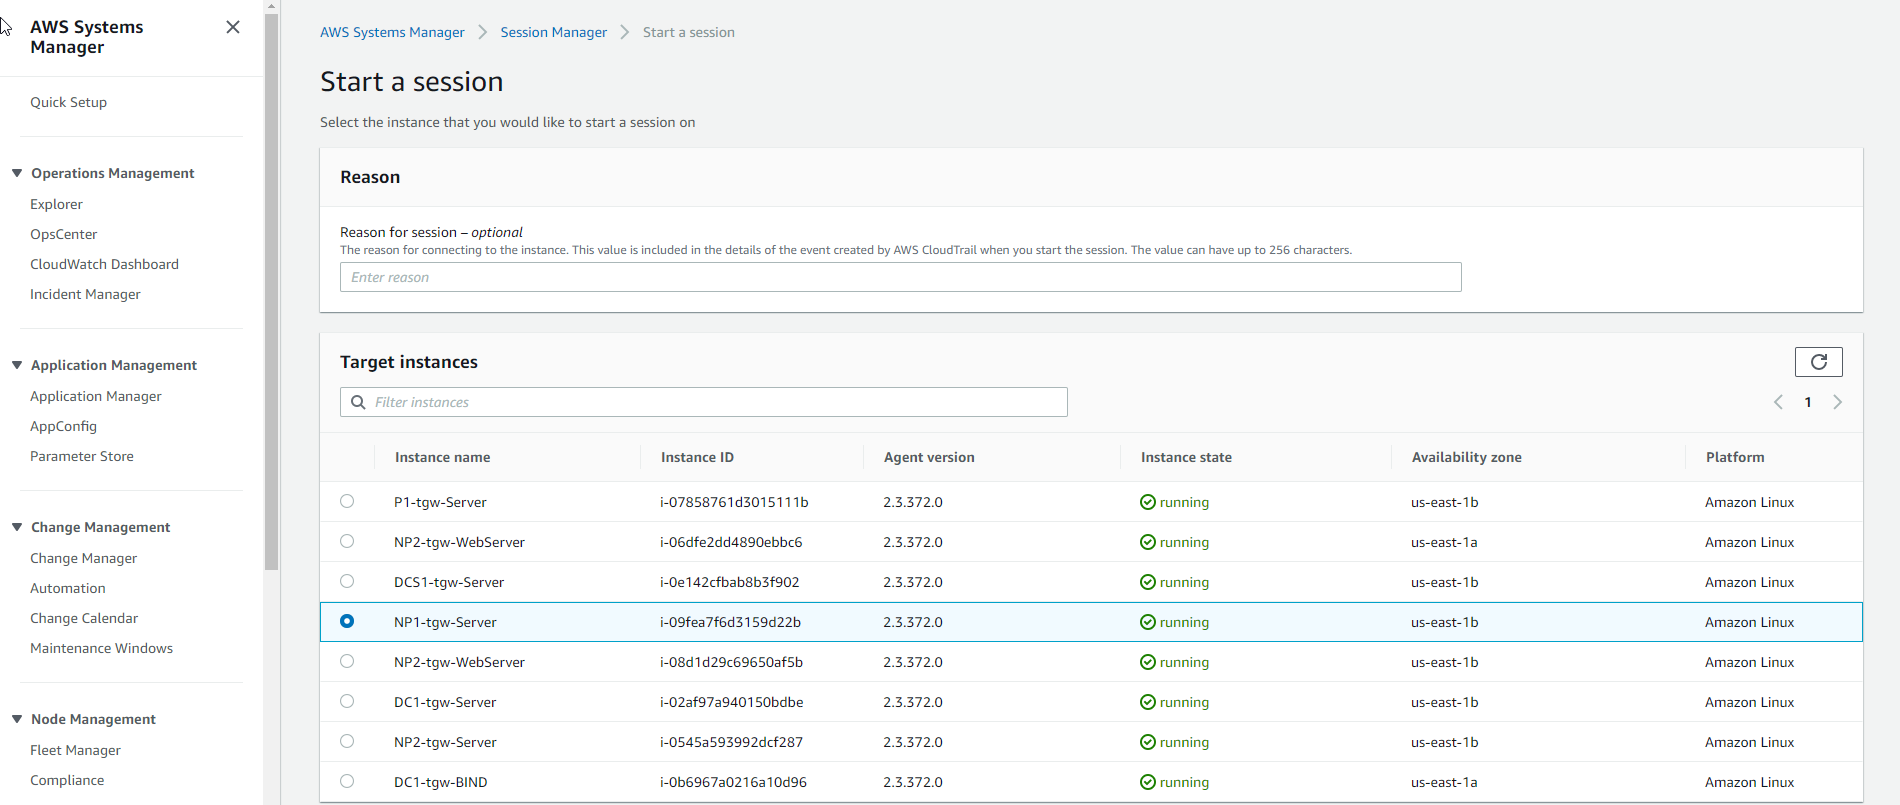 AWS Systems
Manager
Quick Setup
Operations Management
Explorer
OpsCenter
CloudWatch Dashboard
Incident Manager
Application Management
Application Manager
AppConfig
Parameter Store
Change Management
Change Manager
Automation
Change Calendar
Maintenance Windows
Node Management
Fleet Manager
Compliance
AWS Systems Manager Session Manager Start a session
Start a session
Select the instance that you would like to start a session on
Reason
Reason for session – optional
The reason for connecting to the instance. This value is included in the details of the event created by AWS CloudTrail when you start the session. The value can have up to 256 characters.
Enter reason
Target instances
Filter instances
1
Instance name Instance ID Agent version Instance state Availability zone Platform
P1-tgw-Server i-07858761d3015111b 2.3.372.0 running us-east-1b Amazon Linux
NP2-tgw-WebServer i-06dfe2dd4890ebbc6 2.3.372.0 running us-east-1a Amazon Linux
DCS1-tgw-Server i-0e142cfbab8b3f902 2.3.372.0 running us-east-1b Amazon Linux
NP1-tgw-Server i-09fea7f6d3159d22b 2.3.372.0 running us-east-1b Amazon Linux
NP2-tgw-WebServer i-08d1d29c69650af5b 2.3.372.0 running us-east-1b Amazon Linux
DC1-tgw-Server i-02af97a940150bdbe 2.3.372.0 running us-east-1b Amazon Linux
NP2-tgw-Server i-0545a593992dcf287 2.3.372.0 running us-east-1b Amazon Linux
DC1-tgw-BIND i-0b6967a0216a10d96 2.3.372.0 running us-east-1a Amazon Linux